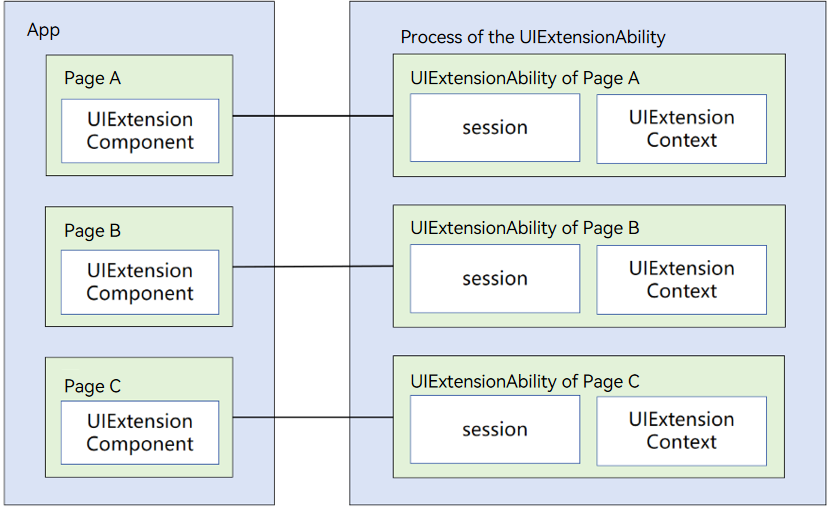 App
Page A
UIExtension
Component
Page B
UIExtension
Component
Page C
UIExtension
Component
Process of the UIExtensionAbility
UIExtensionAbility of Page A
session
UIExtension
Context
UIExtensionAbility of Page B
session
UIExtension
Context
UIExtensionAbility of Page C
session
UIExtension
Context